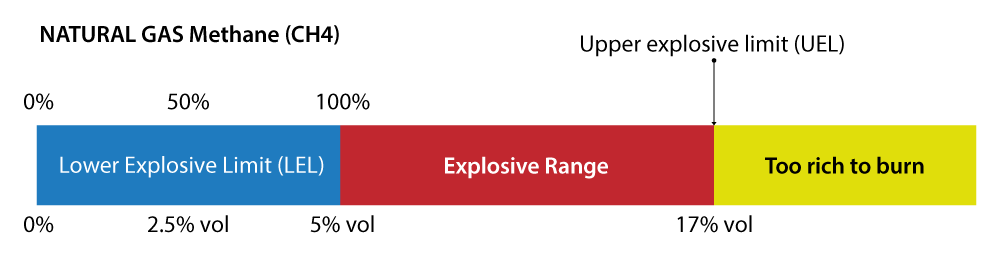 NATURAL GAS Methane (CH4)
Upper explosive limit (UEL)
0% 50% 100%
Lower Explosive Limit (LEL) Explosive Range Too rich to burn
0% 2.5% vol 5% vol 17% vol